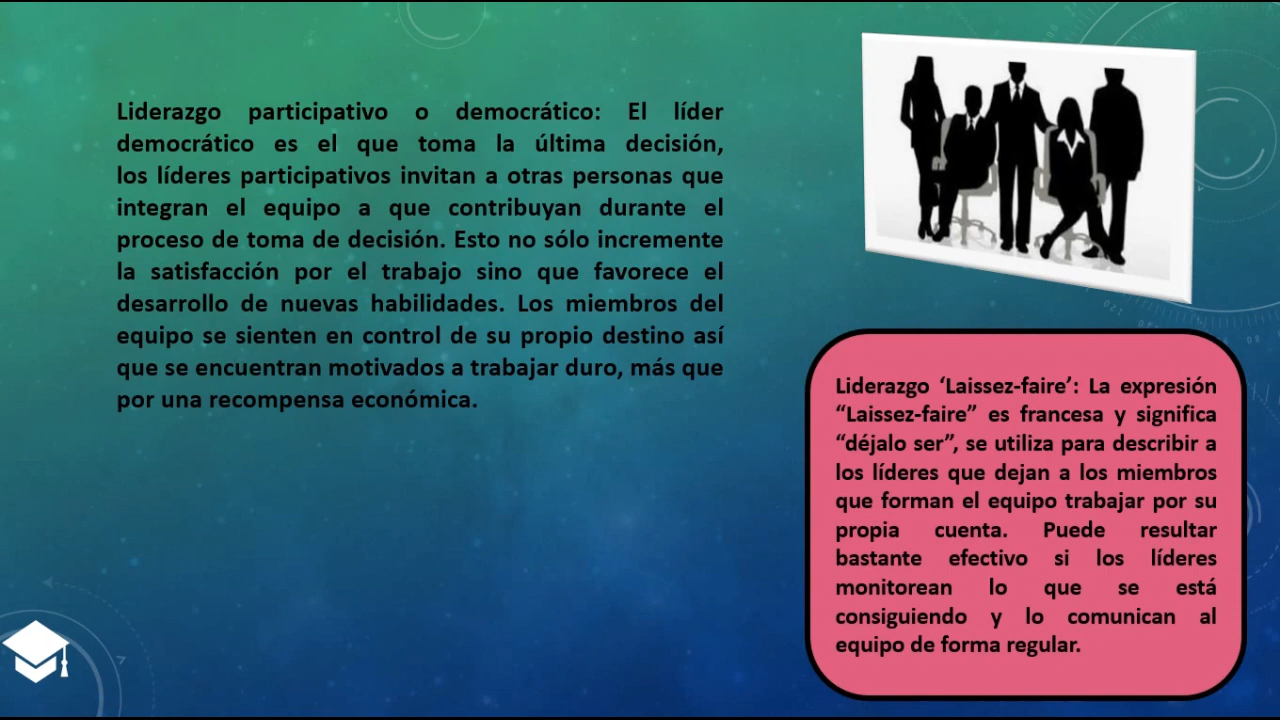 Liderazgo participativo o democrático: El líder
democrático es el que toma la última decisión,
los líderes participativos invitan a otras personas que
integran el equipo a que contribuyan durante el
proceso de toma de decisión. Esto no sólo incremente
la satisfacción por el trabajo sino que favorece el
desarrollo de nuevas habilidades. Los miembros del
equipo se sienten en control de su propio destino así
que se encuentran motivados a trabajar duro, más que
por una recompensa económica.
Liderazgo ‘Laissez-faire’: La expresión
“Laissez-faire” es francesa y significa
“déjalo ser”, se utiliza para describir a
los líderes que dejan a los miembros
que forman el equipo trabajar por su
propia cuenta. Puede resultar
bastante efectivo si los líderes
monitorean lo que se está
consiguiendo y lo comunican al
equipo de forma regular.